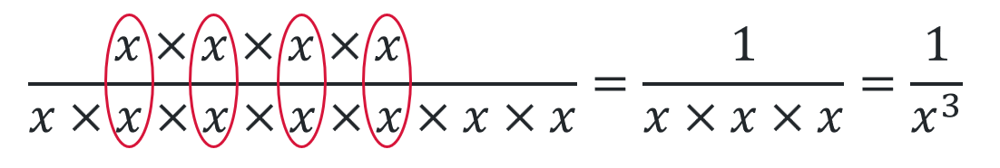 x × x × x × x
x × x × x × x × x × x × x
= 1
x × x × x
= 1
x³